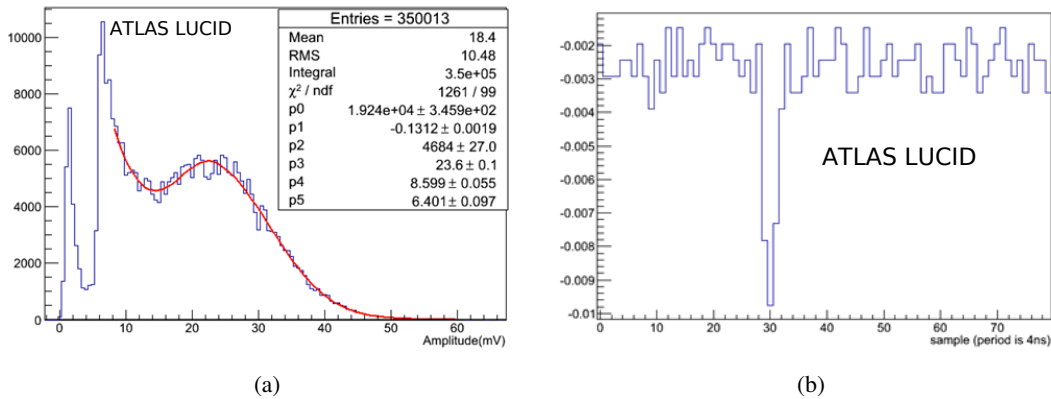 ATLAS LUCID
Entries = 350013
Mean 18.4
RMS 10.48
Integral 3.5e+05
χ² / ndf 1261 / 99
p0 1.924e+04 ± 3.459e+02
p1 -0.1312 ± 0.0019
p2 4684 ± 27.0
p3 23.6 ± 0.1
p4 8.599 ± 0.055
p5 6.401 ± 0.097
10000
8000
6000
4000
2000
0
0 10 20 30 40 50 60
Amplitude(mV)
(a)
-0.002
-0.003
-0.004
-0.005
-0.006
-0.007
-0.008
-0.009
-0.01
ATLAS LUCID
0 10 20 30 40 50 60 70
sample (period is 4ns)
(b)